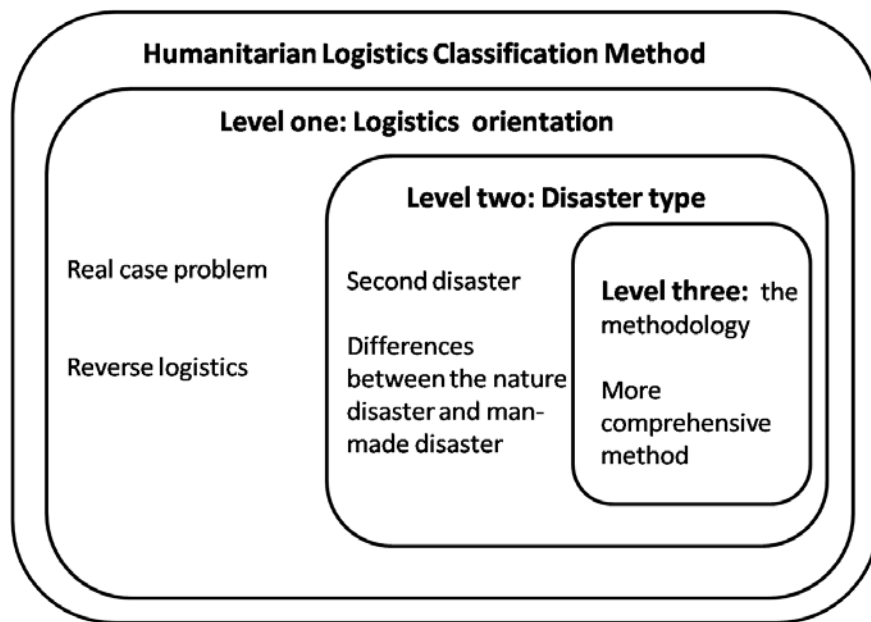 Humanitarian Logistics Classification Method
Level one: Logistics orientation
Real case problem
Reverse logistics
Level two: Disaster type
Second disaster
Differences
between the nature
disaster and man-
made disaster
Level three: the
methodology
More
comprehensive
method